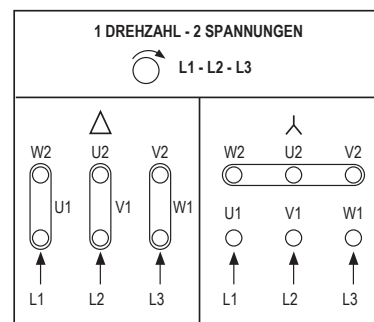 1 DREHZAHL - 2 SPANNUNGEN
L1 - L2 - L3
W2 U2 V2
U1 V1 W1
L1 L2 L3
W2 U2 V2
U1 V1 W1
L1 L2 L3